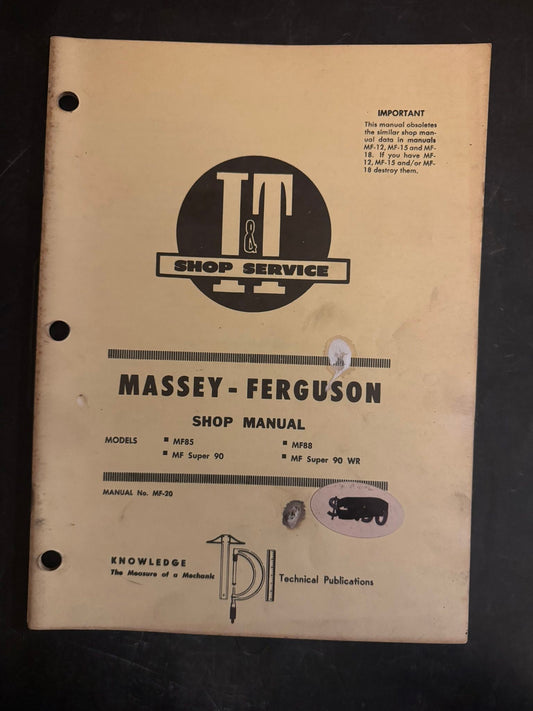 IMPORTANT
This manual obsoletes
the similar shop man-
ual data in manuals
MF-12, MF-15 and MF-
18. If you have MF-
12, MF-15 and/or MF-
18 destroy them.
I&T
SHOP SERVICE
MASSEY-FERGUSON
SHOP MANUAL
MODELS
▪ MF85
▪ MF88
▪ MF Super 90
▪ MF Super 90 WR
MANUAL No. MF-20
KNOWLEDGE
The Measure of a Mechanic
Technical Publications